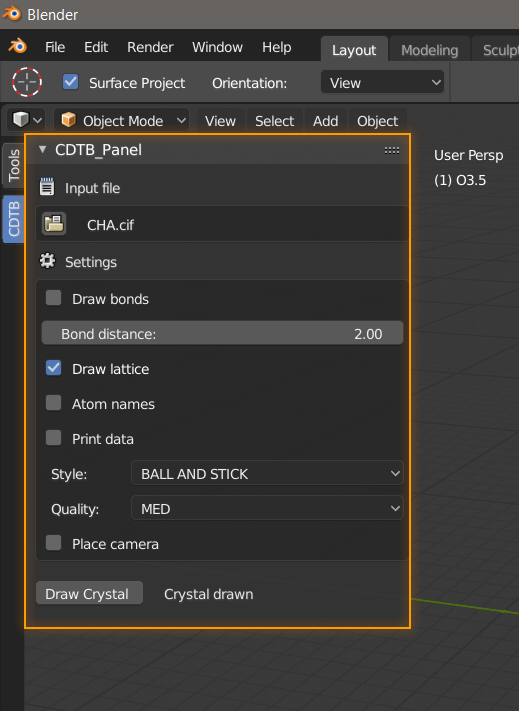 Blender
File Edit Render Window Help Layout Modeling Sculpt
Surface Project Orientation: View
Object Mode View Select Add Object
CDTB_Panel
User Persp
(1) O3.5
Tools
CDTB
Input file
CHA.cif
Settings
Draw bonds
Bond distance: 2.00
Draw lattice
Atom names
Print data
Style: BALL AND STICK
Quality: MED
Place camera
Draw Crystal Crystal drawn